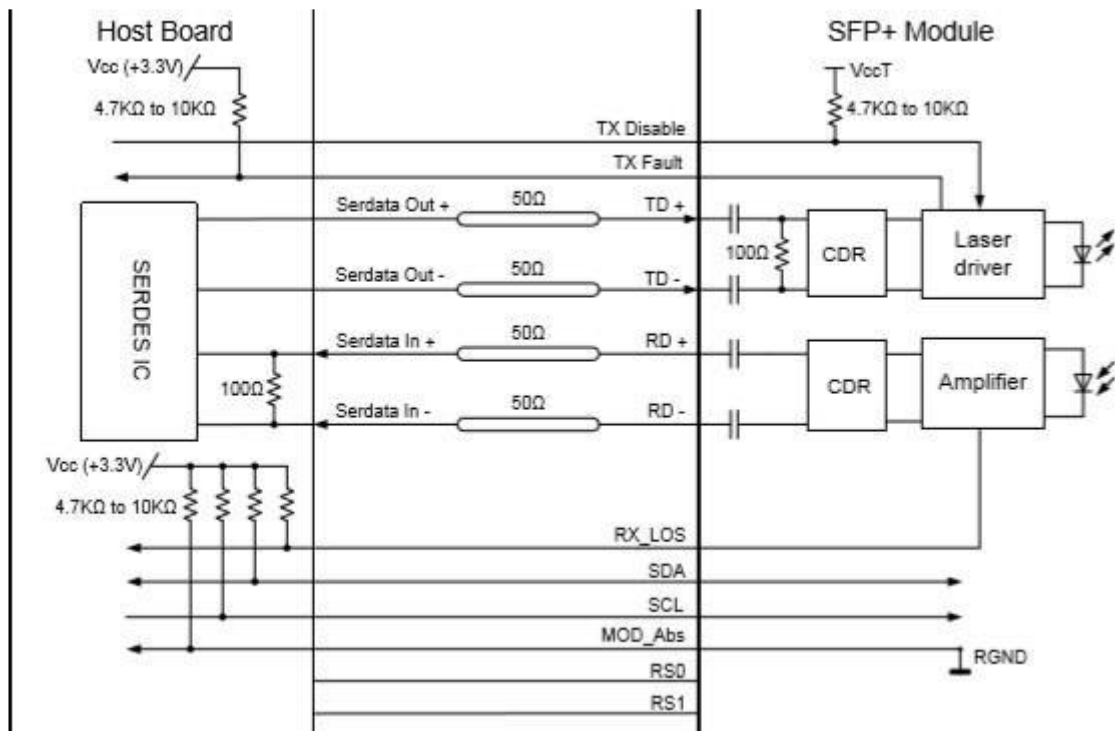 Host Board
SFP+ Module
Vcc (+3.3V)
VccT
4.7KΩ to 10KΩ
4.7KΩ to 10KΩ
TX Disable
TX Fault
Serdata Out +
50Ω
TD +
SERDES IC
100Ω
CDR
Laser
driver
Serdata Out -
50Ω
TD -
Serdata In +
50Ω
RD +
100Ω
CDR
Amplifier
Serdata In -
50Ω
RD -
Vcc (+3.3V)
4.7KΩ to 10KΩ
RX_LOS
SDA
SCL
MOD_Abs
RGND
RS0
RS1